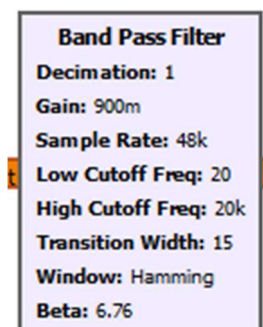 Band Pass Filter
Decimation: 1
Gain: 900m
Sample Rate: 48k
Low Cutoff Freq: 20
High Cutoff Freq: 20k
Transition Width: 15
Window: Hamming
Beta: 6.76